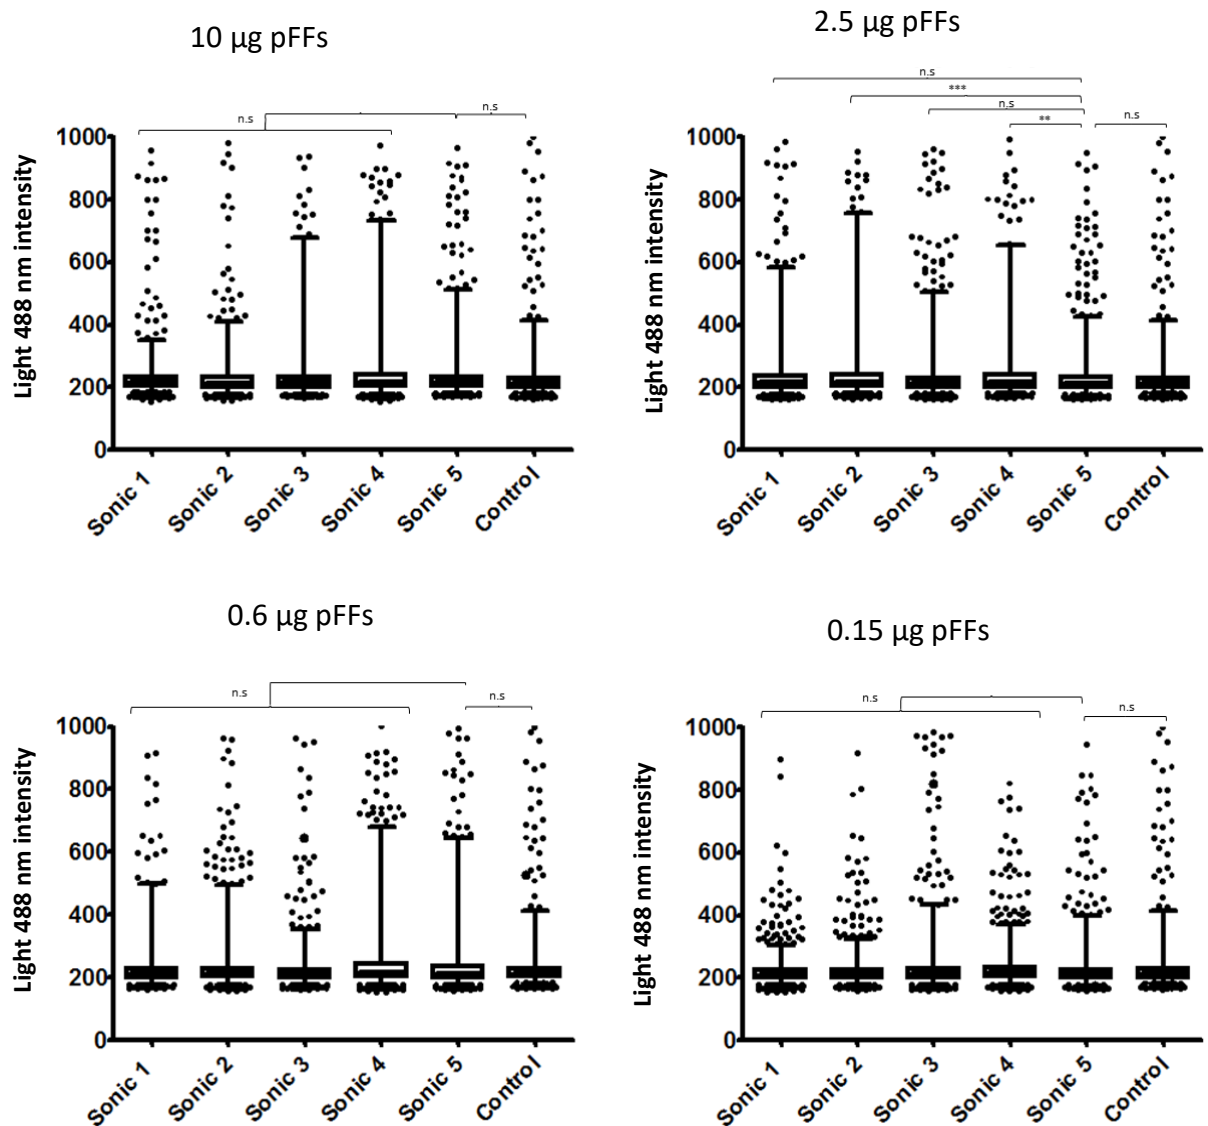 10 µg pFFs
2.5 µg pFFs
n.s
n.s
n.s
***
n.s
**
n.s
Light 488 nm intensity
1000
800
600
400
200
0
Sonic 1
Sonic 2
Sonic 3
Sonic 4
Sonic 5
Control
Light 488 nm intensity
1000
800
600
400
200
0
Sonic 1
Sonic 2
Sonic 3
Sonic 4
Sonic 5
Control
0.6 µg pFFs
0.15 µg pFFs
n.s
n.s
n.s
n.s
Light 488 nm intensity
1000
800
600
400
200
0
Sonic 1
Sonic 2
Sonic 3
Sonic 4
Sonic 5
Control
Light 488 nm intensity
1000
800
600
400
200
0
Sonic 1
Sonic 2
Sonic 3
Sonic 4
Sonic 5
Control